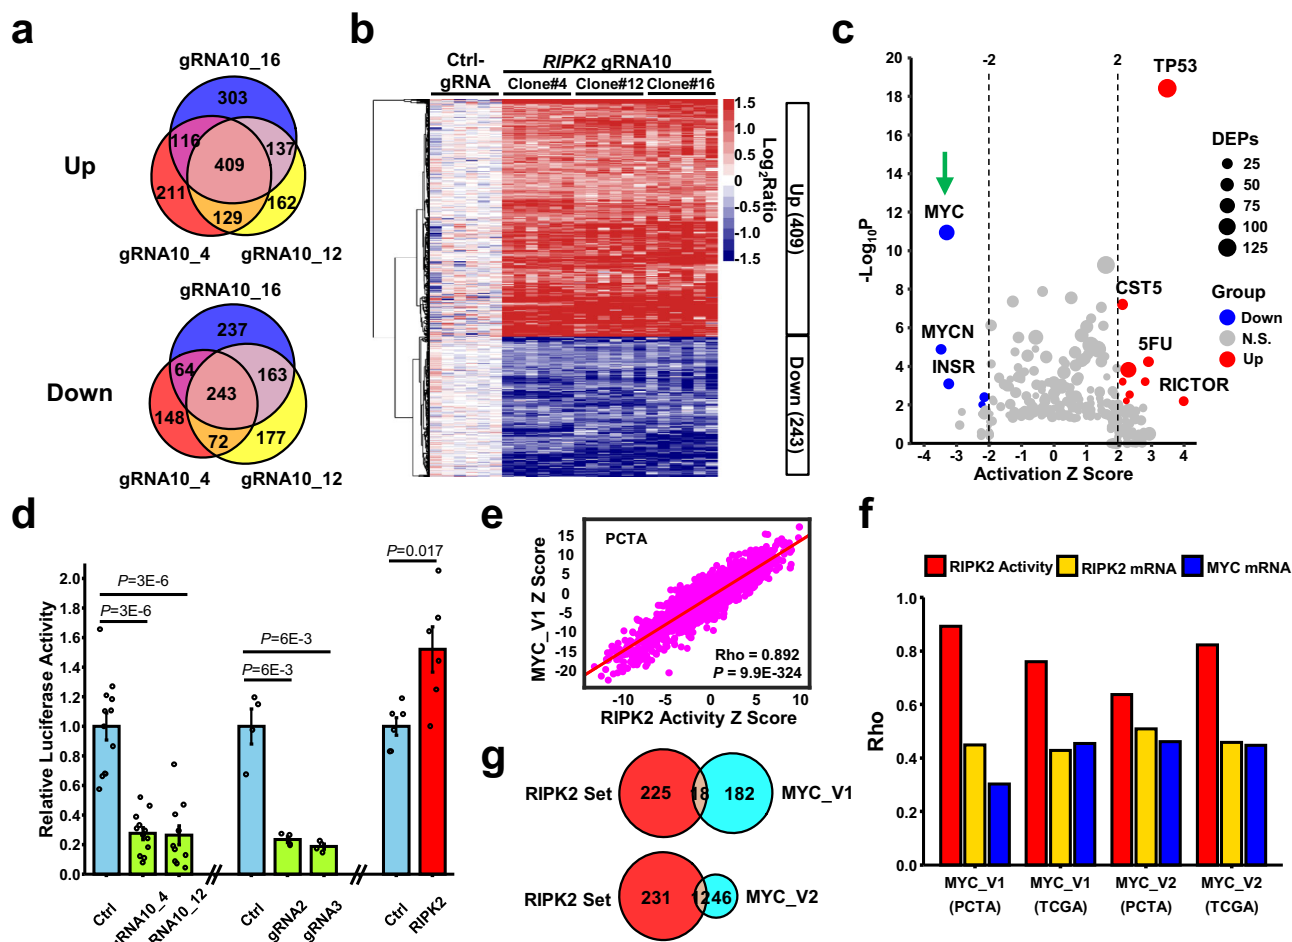 a
gRNA10_16
303
116
137
409
Up
211
162
129
gRNA10_4
gRNA10_12
gRNA10_16
237
64
163
243
Down
148
72
177
gRNA10_4
gRNA10_12
b
Ctrl-
gRNA
RIPK2 gRNA10
Clone#4
Clone#12
Clone#16
1.5
1.0
0.5
0
-0.5
-1.0
-1.5
Log2Ratio
Up (409)
Down (243)
c
-2
2
20
18
16
14
12
10
8
6
4
2
0
-Log10P
TP53
MYC
CST5
MYCN
INSR
5FU
RICTOR
-4
-3
-2
-1
0
1
2
3
4
Activation Z Score
DEPs
25
50
75
100
125
Group
Down
N.S.
Up
d
Relative Luciferase Activity
2.0
1.8
1.6
1.4
1.2
1.0
0.8
0.6
0.4
0.2
0.0
P=3E-6
P=3E-6
P=6E-3
P=6E-3
P=0.017
Ctrl
gRNA10_4
RNA10_12
Ctrl
gRNA2
gRNA3
Ctrl
RIPK2
e
PCTA
MYC_V1 Z Score
15
10
5
0
-5
-10
-15
-20
Rho = 0.892
P = 9.9E-324
-10
-5
0
5
10
RIPK2 Activity Z Score
f
RIPK2 Activity
RIPK2 mRNA
MYC mRNA
Rho
1.0
0.8
0.6
0.4
0.2
0.0
MYC_V1
(PCTA)
MYC_V1
(TCGA)
MYC_V2
(PCTA)
MYC_V2
(TCGA)
g
RIPK2 Set
225
18
182
MYC_V1
RIPK2 Set
231
12
46
MYC_V2